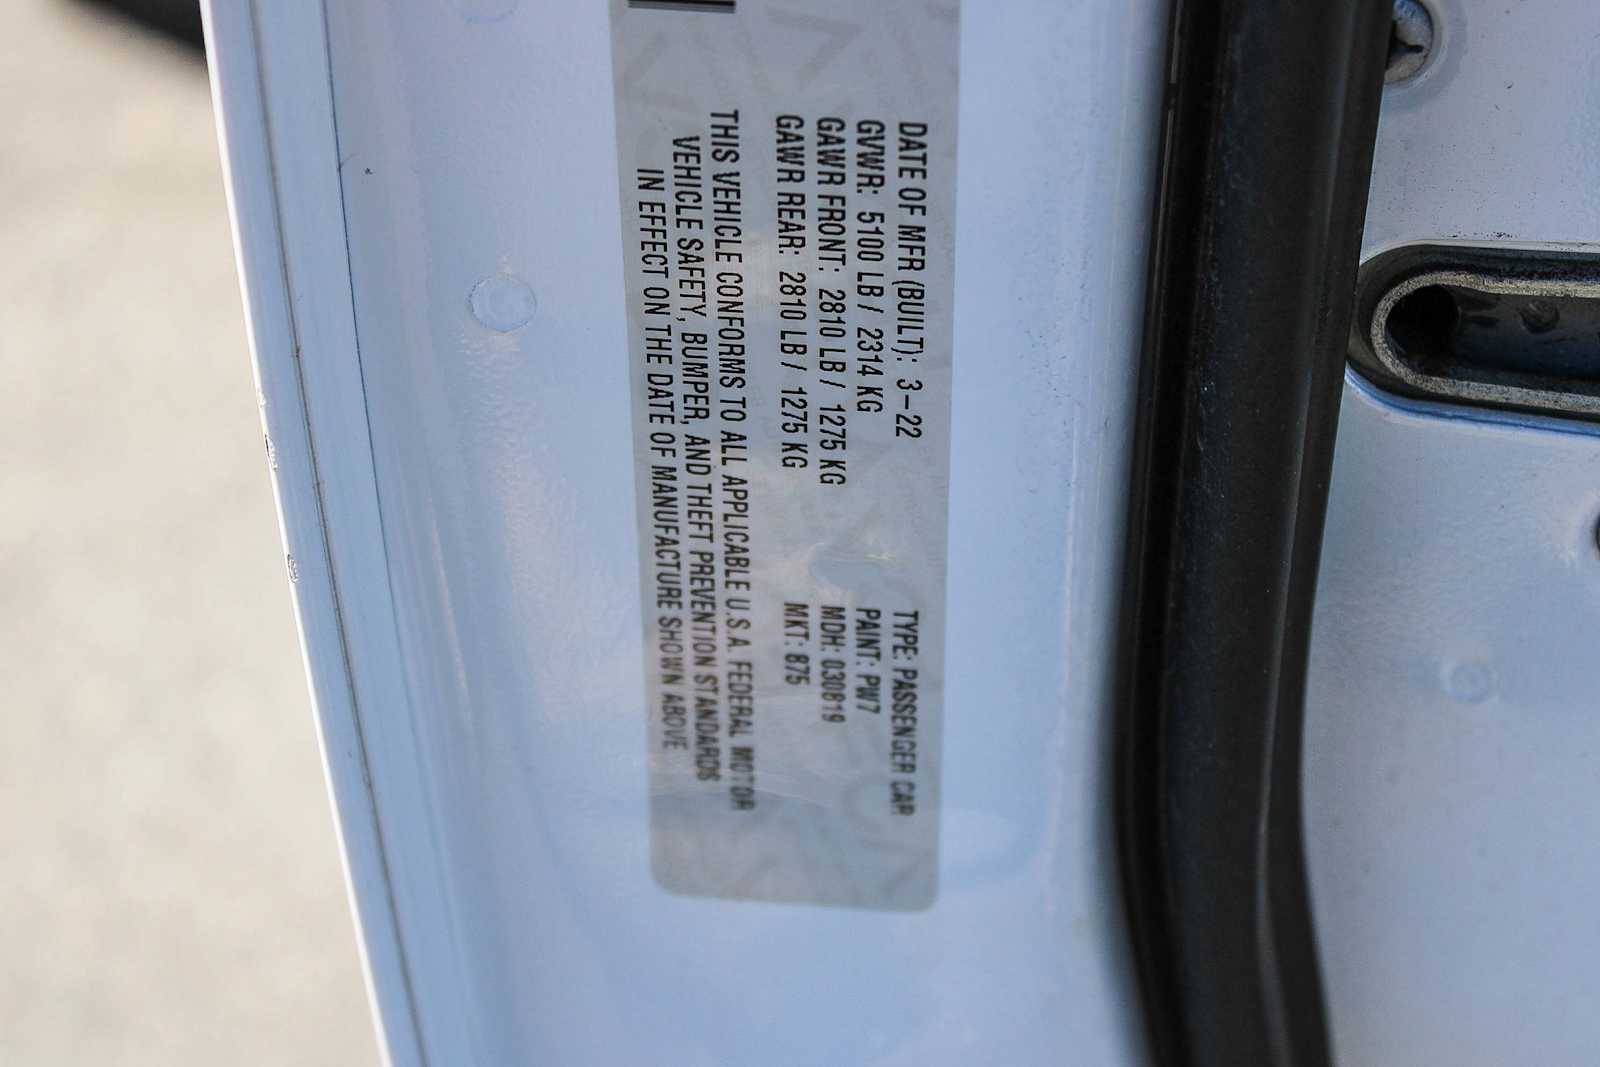 DATE OF MFR (BUILT): 3-22 TYPE: PASSENGER CAR
GVWR: 5100 LB / 2314 KG PAINT: PW7
GAWR FRONT: 2810 LB / 1275 KG MDH: 030819
GAWR REAR: 2810 LB / 1275 KG MKT: 875
THIS VEHICLE CONFORMS TO ALL APPLICABLE U.S.A. FEDERAL MOTOR
VEHICLE SAFETY, BUMPER, AND THEFT PREVENTION STANDARDS
IN EFFECT ON THE DATE OF MANUFACTURE SHOWN ABOVE